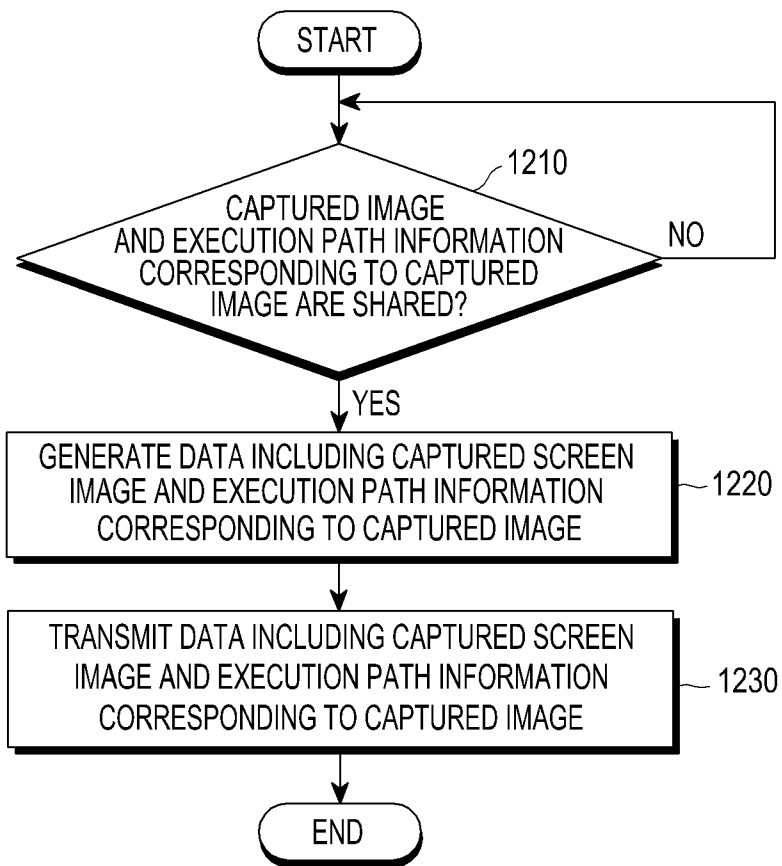 START
1210
CAPTURED IMAGE
AND EXECUTION PATH INFORMATION
CORRESPONDING TO CAPTURED
IMAGE ARE SHARED?
NO
YES
GENERATE DATA INCLUDING CAPTURED SCREEN
IMAGE AND EXECUTION PATH INFORMATION
CORRESPONDING TO CAPTURED IMAGE
1220
TRANSMIT DATA INCLUDING CAPTURED SCREEN
IMAGE AND EXECUTION PATH INFORMATION
CORRESPONDING TO CAPTURED IMAGE
1230
END